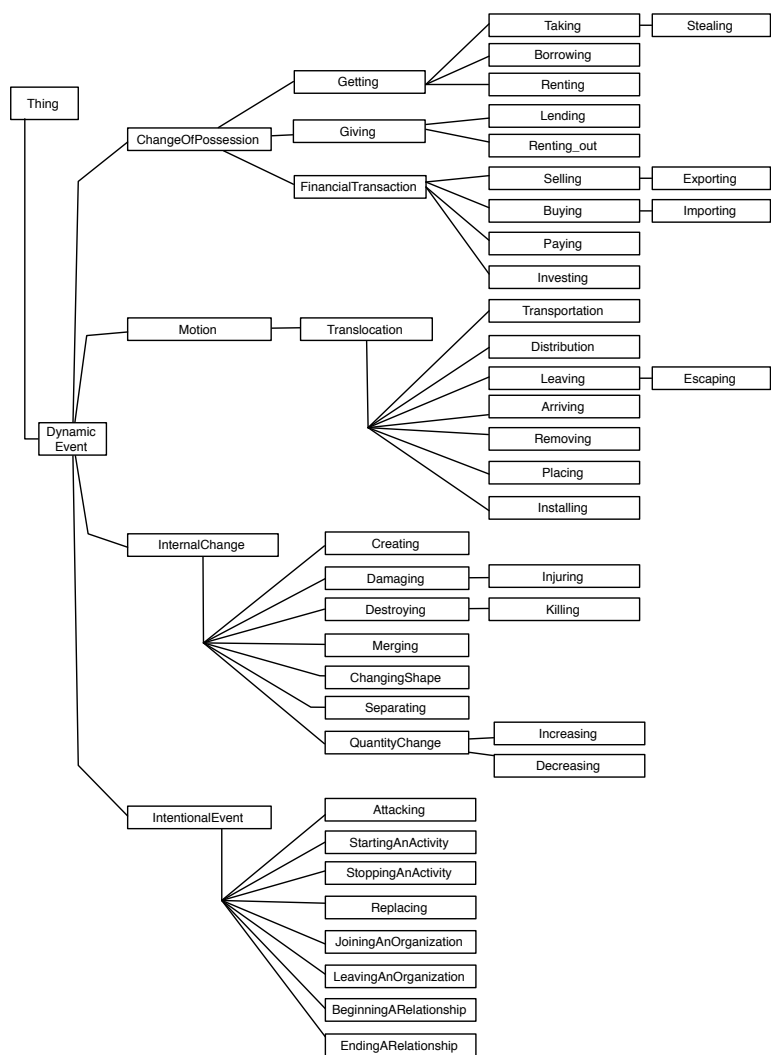 Taking
Stealing
Borrowing
Getting
Renting
Thing
Lending
ChangeOfPossession
Giving
Renting_out
FinancialTransaction
Selling
Exporting
Buying
Importing
Paying
Investing
Transportation
Motion
Translocation
Distribution
Leaving
Escaping
Arriving
Dynamic
Event
Removing
Placing
Installing
InternalChange
Creating
Damaging
Injuring
Destroying
Killing
Merging
ChangingShape
Separating
QuantityChange
Increasing
Decreasing
IntentionalEvent
Attacking
StartingAnActivity
StoppingAnActivity
Replacing
JoiningAnOrganization
LeavingAnOrganization
BeginningARelationship
EndingARelationship